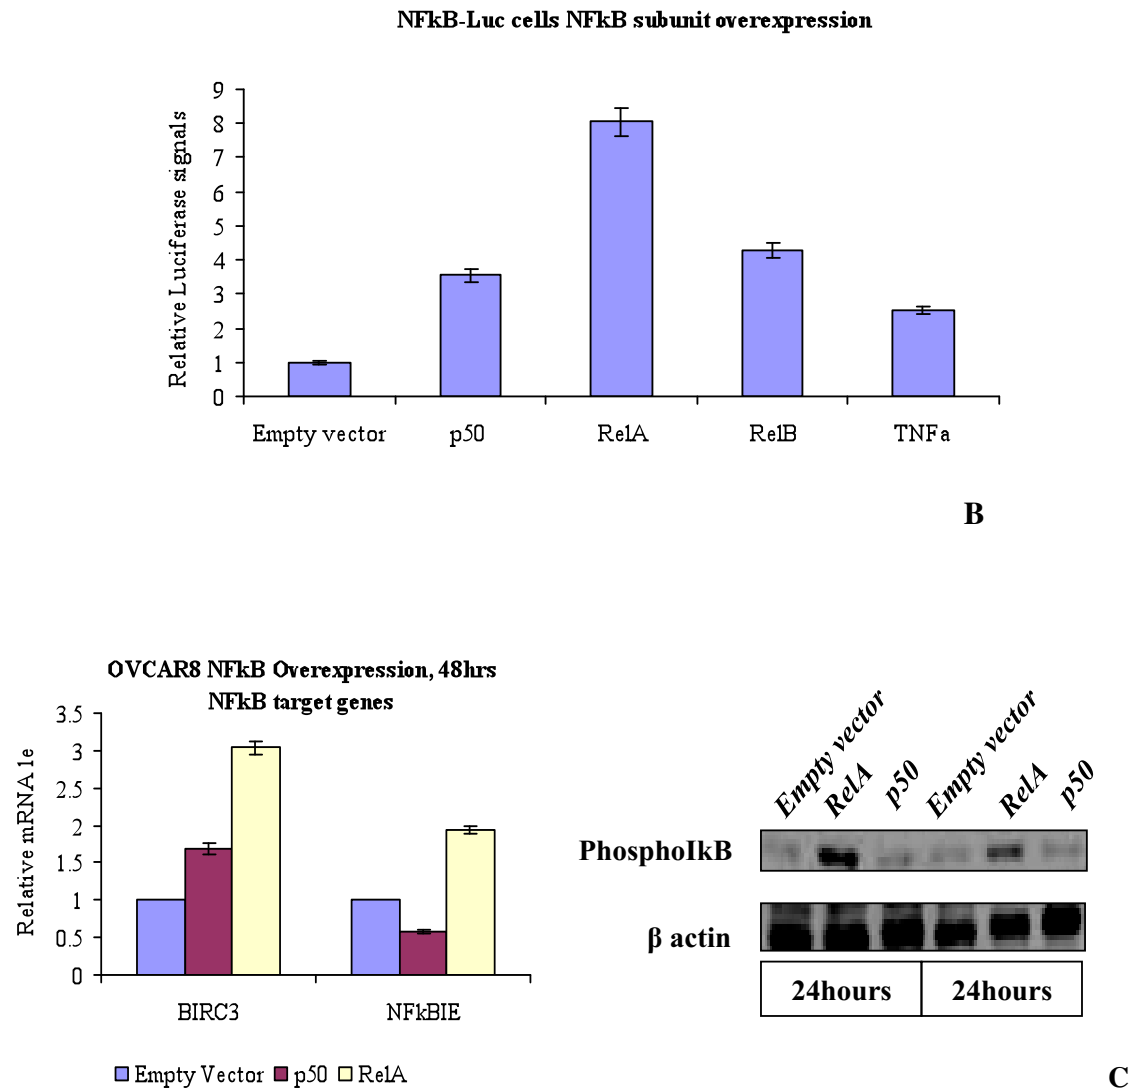 NFkB-Luc cells NFkB subunit overexpression
Relative Luciferase signals
9
8
7
6
5
4
3
2
1
0
Empty vector p50 RelA RelB TNFa
B
OVCAR8 NFkB Overexpression, 48hrs
NFkB target genes
Relative mRNA le
3.5
3
2.5
2
1.5
1
0.5
0
BIRC3 NFkBIE
Empty Vector p50 RelA
Empty vector RelA p50 Empty vector RelA p50
PhosphoIkB
β actin
24hours 24hours
C